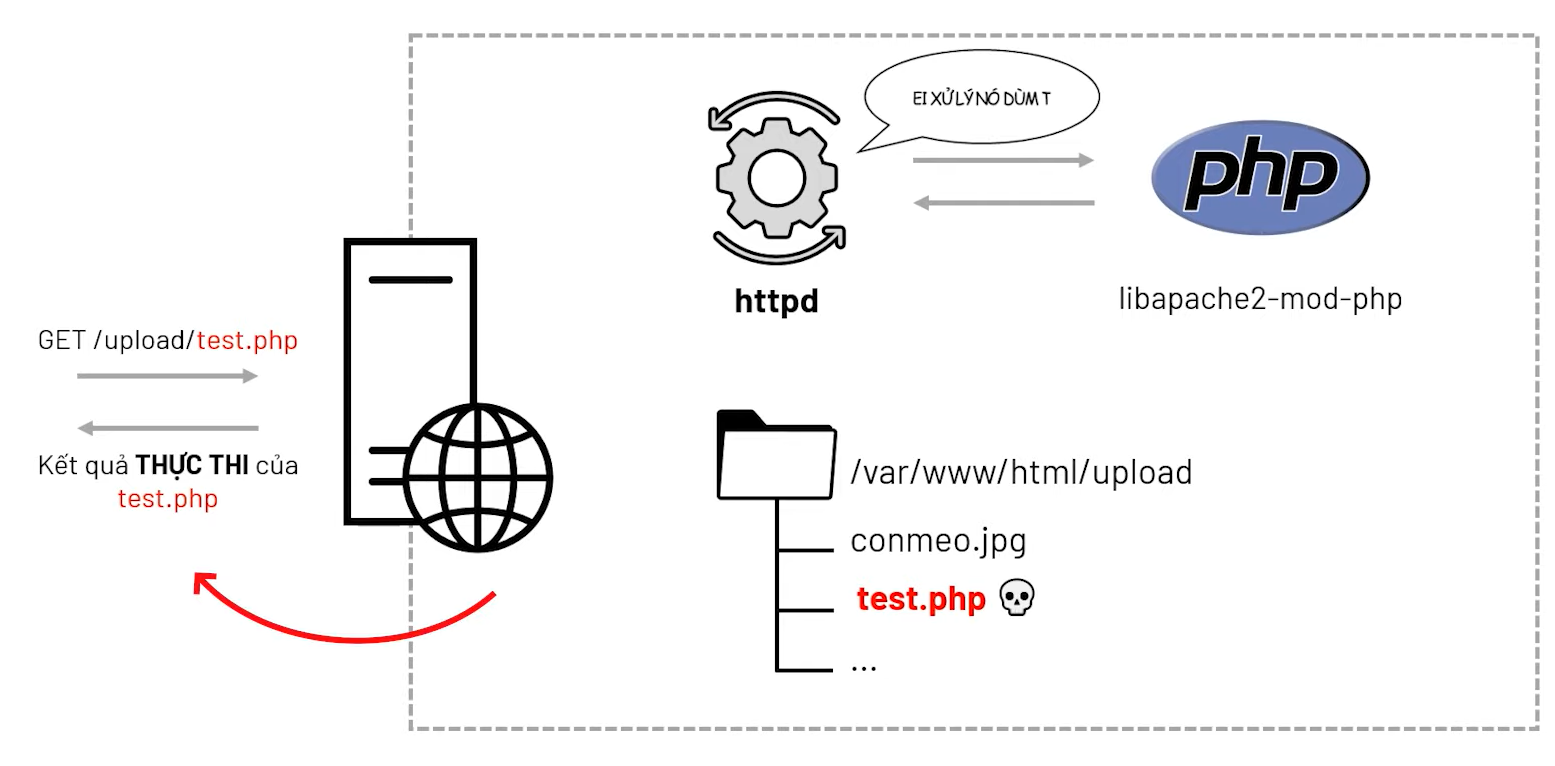 EI XỬ LÝ NÓ DÙM T
php
httpd
libapache2-mod-php
GET /upload/test.php
Kết quả THỰC THI của
test.php
/var/www/html/upload
conmeo.jpg
test.php
...